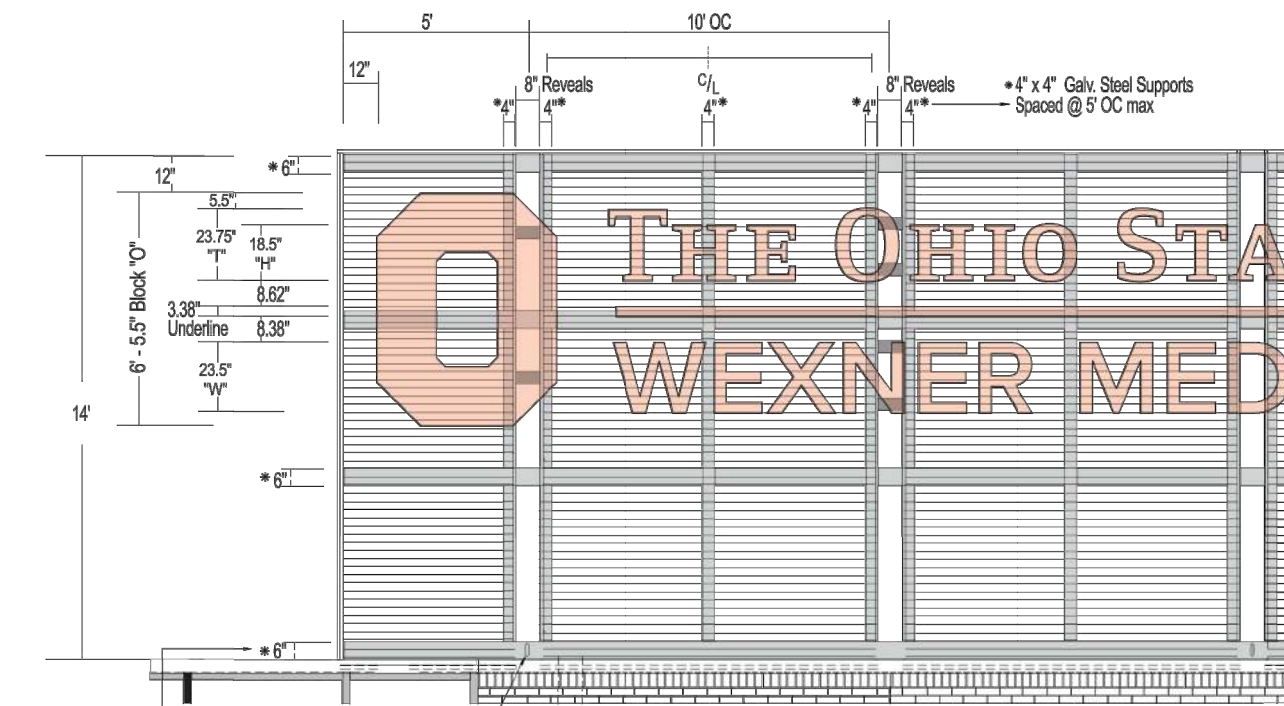 5'
10' OC
12"
8" Reveals
C/L
8" Reveals
*4" x 4" Galv. Steel Supports
Spaced @ 5' OC max
*4"
4"*
4"*
*4"
4"*
12"
*6"
5.5"
23.75"
"T"
18.5"
"H"
6' - 5.5" Block "O"
8.62"
3.38"
Underline
8.38"
23.5"
"W"
14'
*6"
*6"
O
THE OHIO STA
WEXNER MED